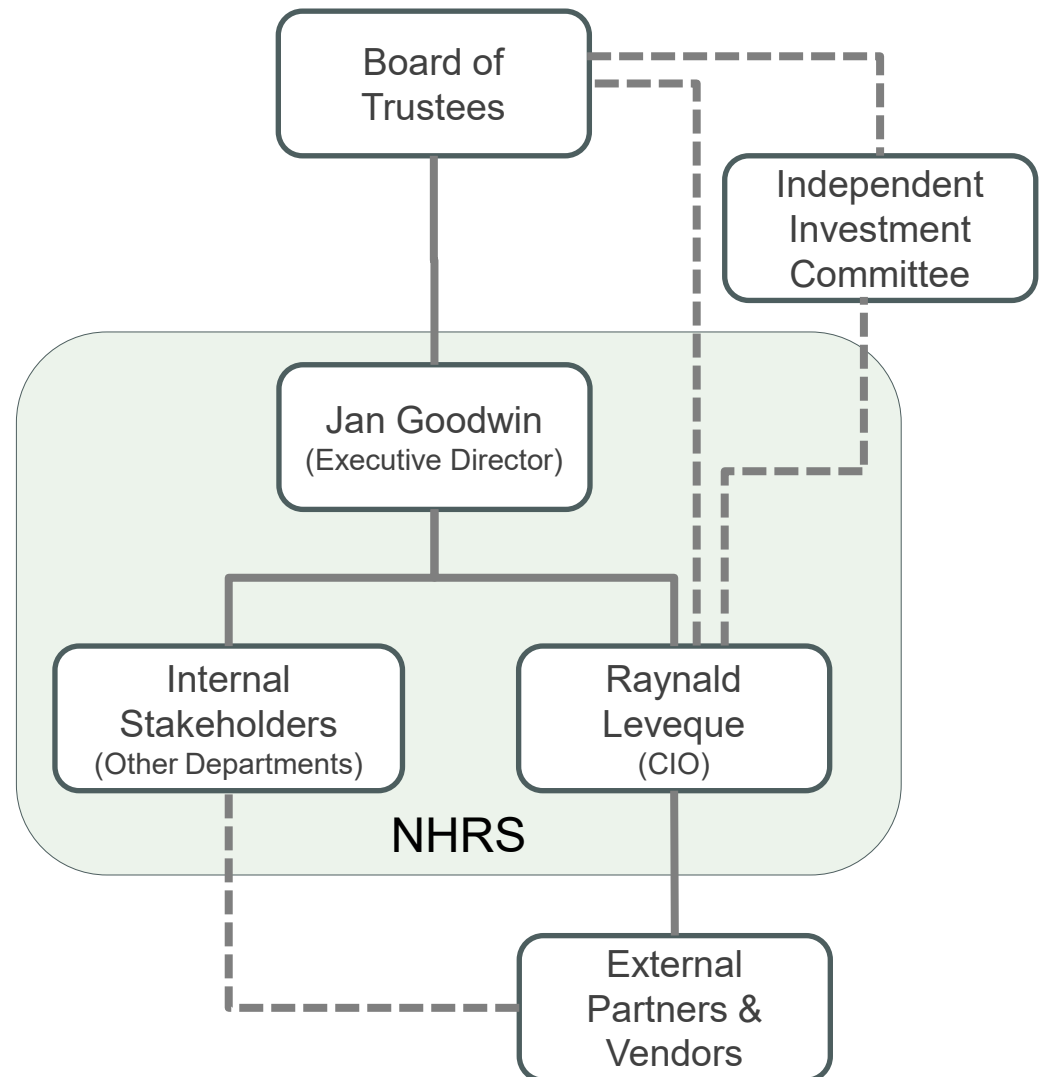 Board of
Trustees
Independent
Investment
Committee
Jan Goodwin
(Executive Director)
Internal
Stakeholders
(Other Departments)
Raynald
Leveque
(CIO)
NHRS
External
Partners &
Vendors